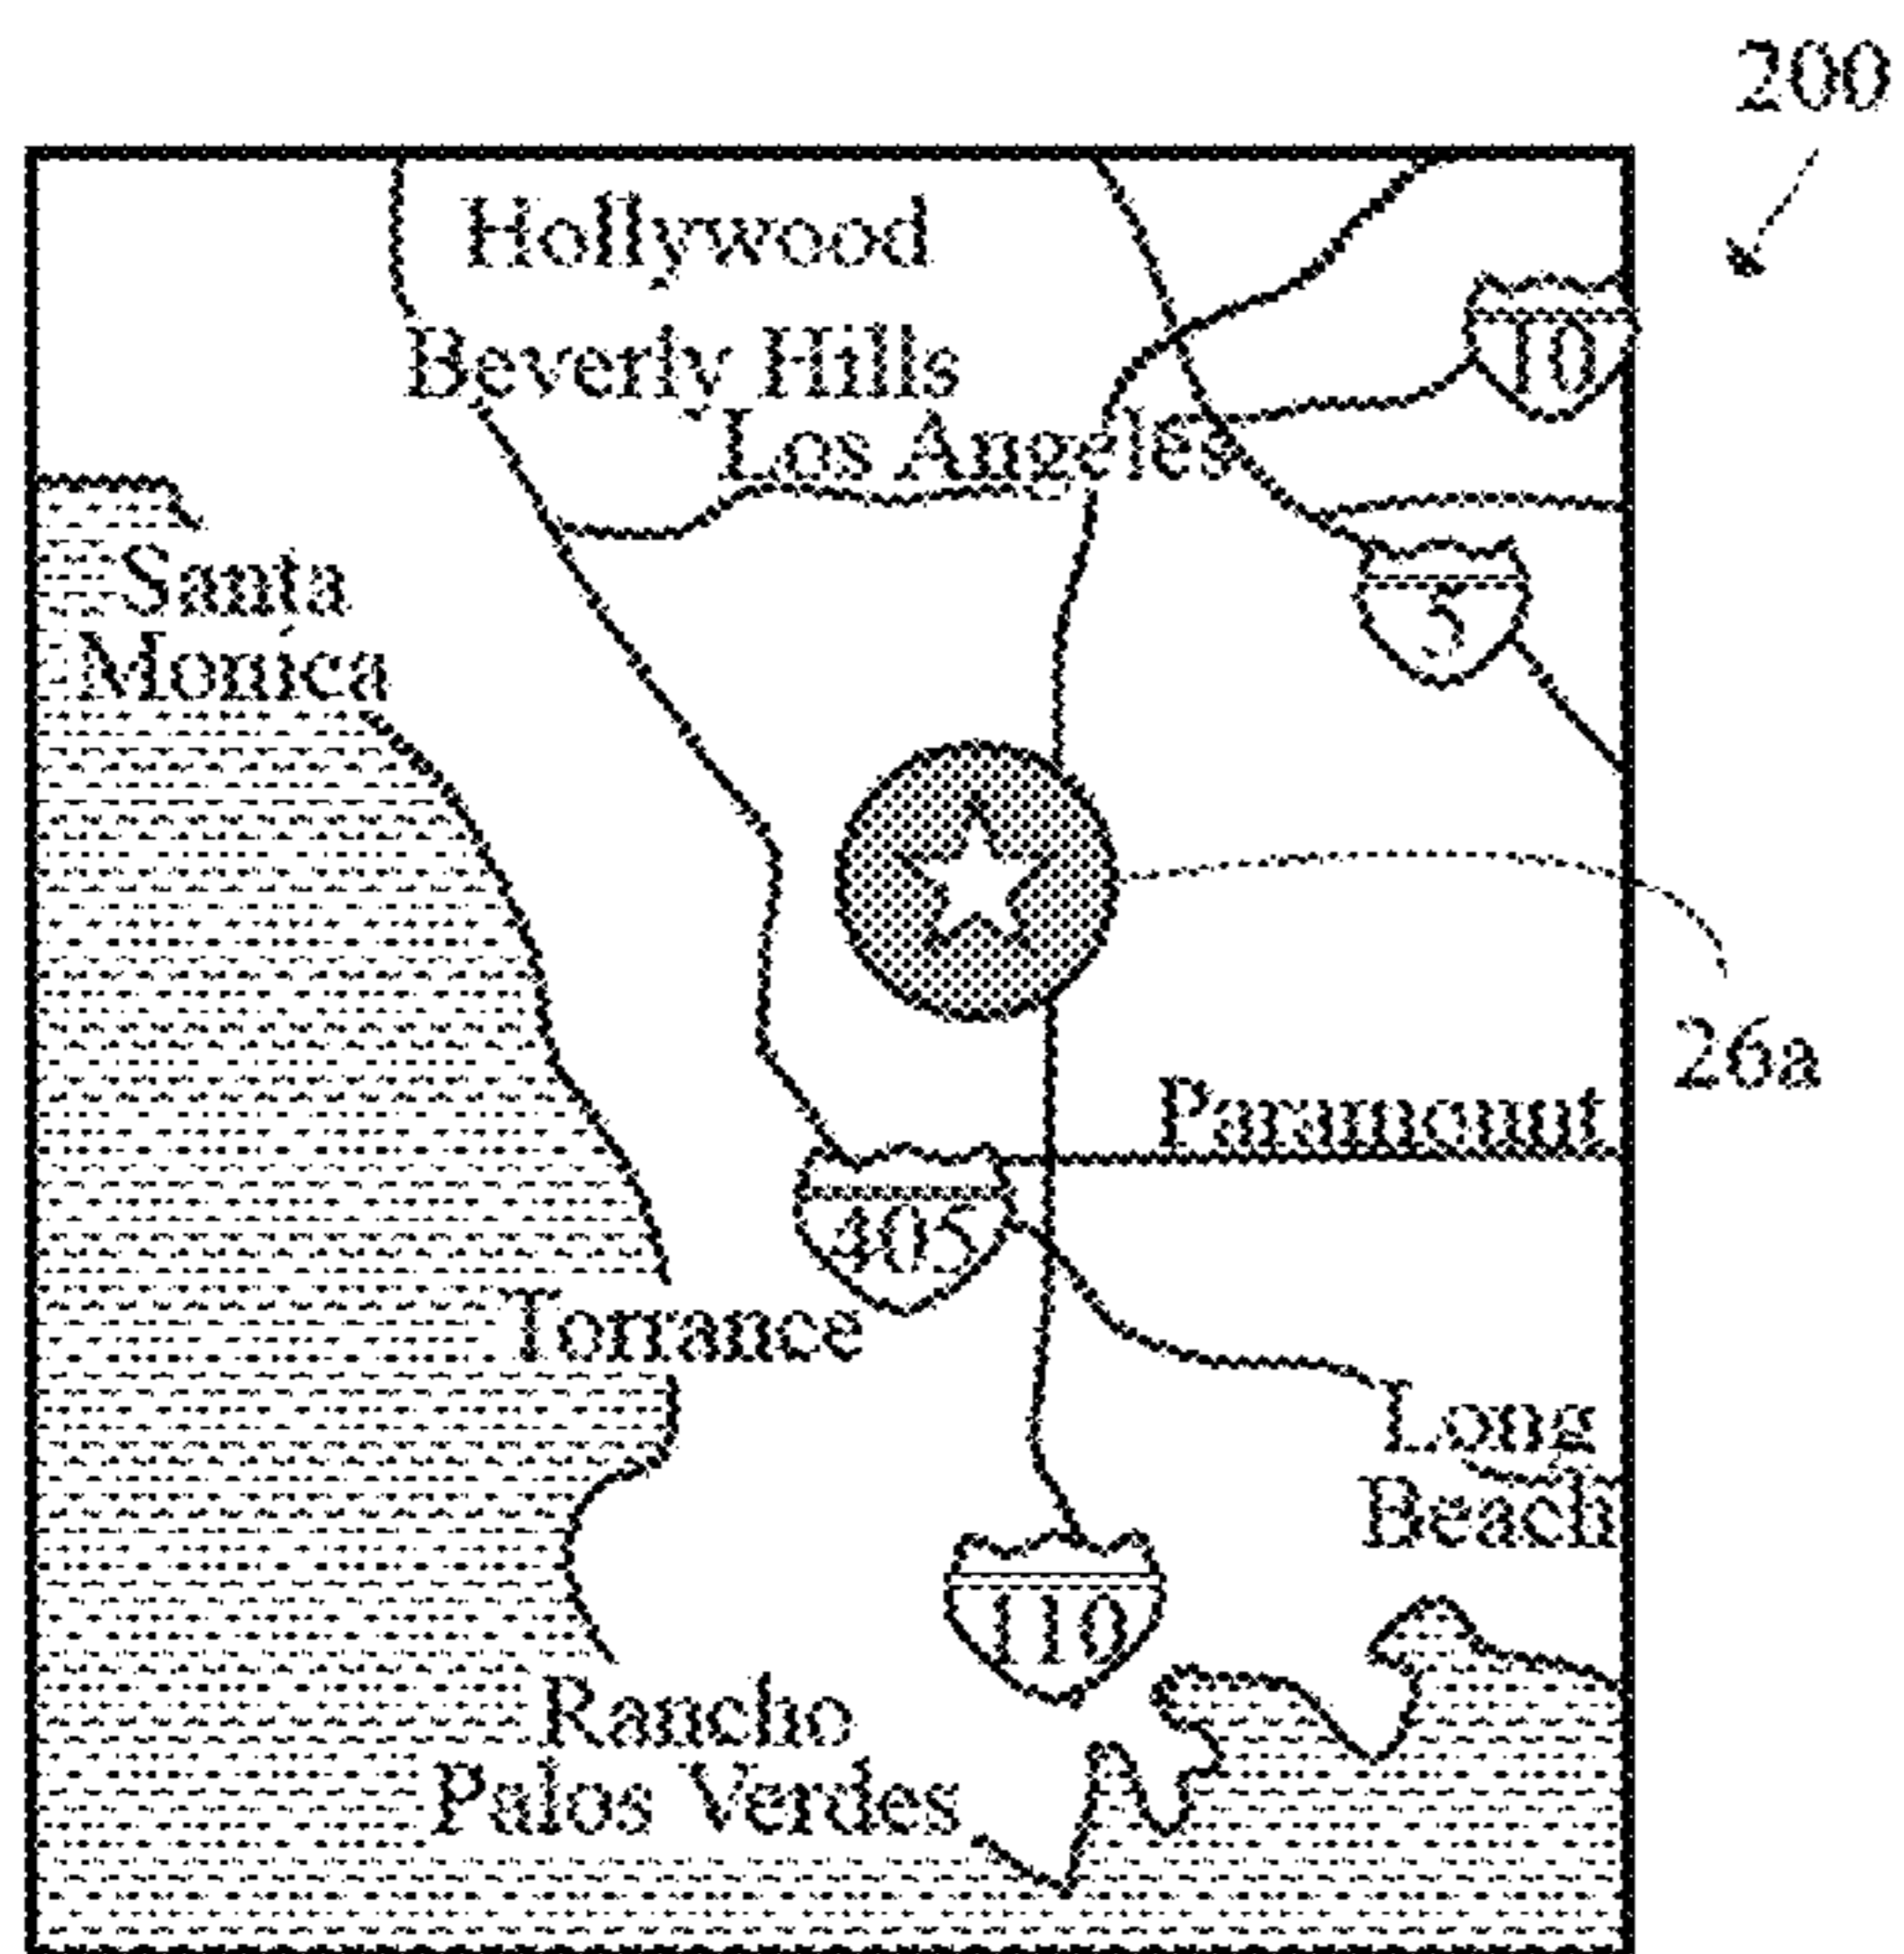 200
Hollywood
10
Beverly Hills
Los Angeles
5
Santa
Monica
26a
Paramount
405
Torrance
Long
Beach
110
Rancho
Palos Verdes